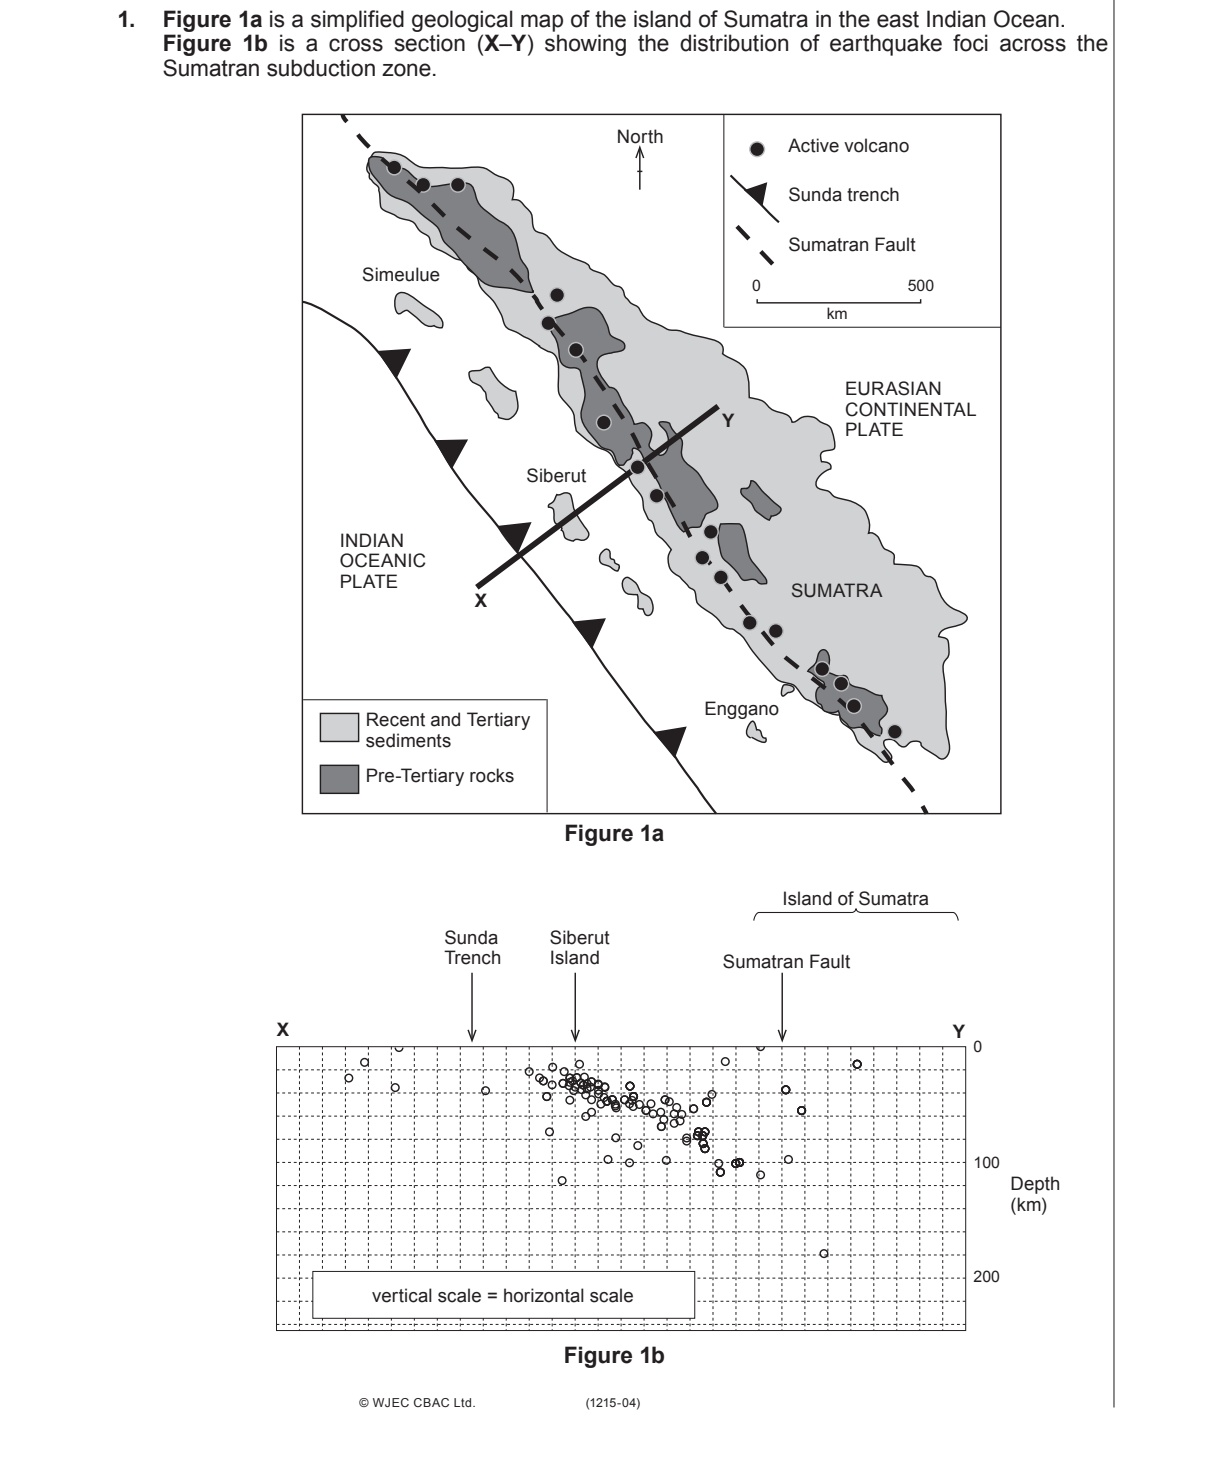 1. Figure 1a is a simplified geological map of the island of Sumatra in the east Indian Ocean.
Figure 1b is a cross section (X–Y) showing the distribution of earthquake foci across the
Sumatran subduction zone.
North
Active volcano
Sunda trench
Sumatran Fault
0 500
km
Simeulue
EURASIAN
CONTINENTAL
PLATE
Y
Siberut
INDIAN
OCEANIC
PLATE
X
SUMATRA
Enggano
Recent and Tertiary
sediments
Pre-Tertiary rocks
Figure 1a
Island of Sumatra
Sunda
Trench
Siberut
Island
Sumatran Fault
X
Y
0
100
Depth
(km)
200
vertical scale = horizontal scale
Figure 1b
© WJEC CBAC Ltd. (1215-04)